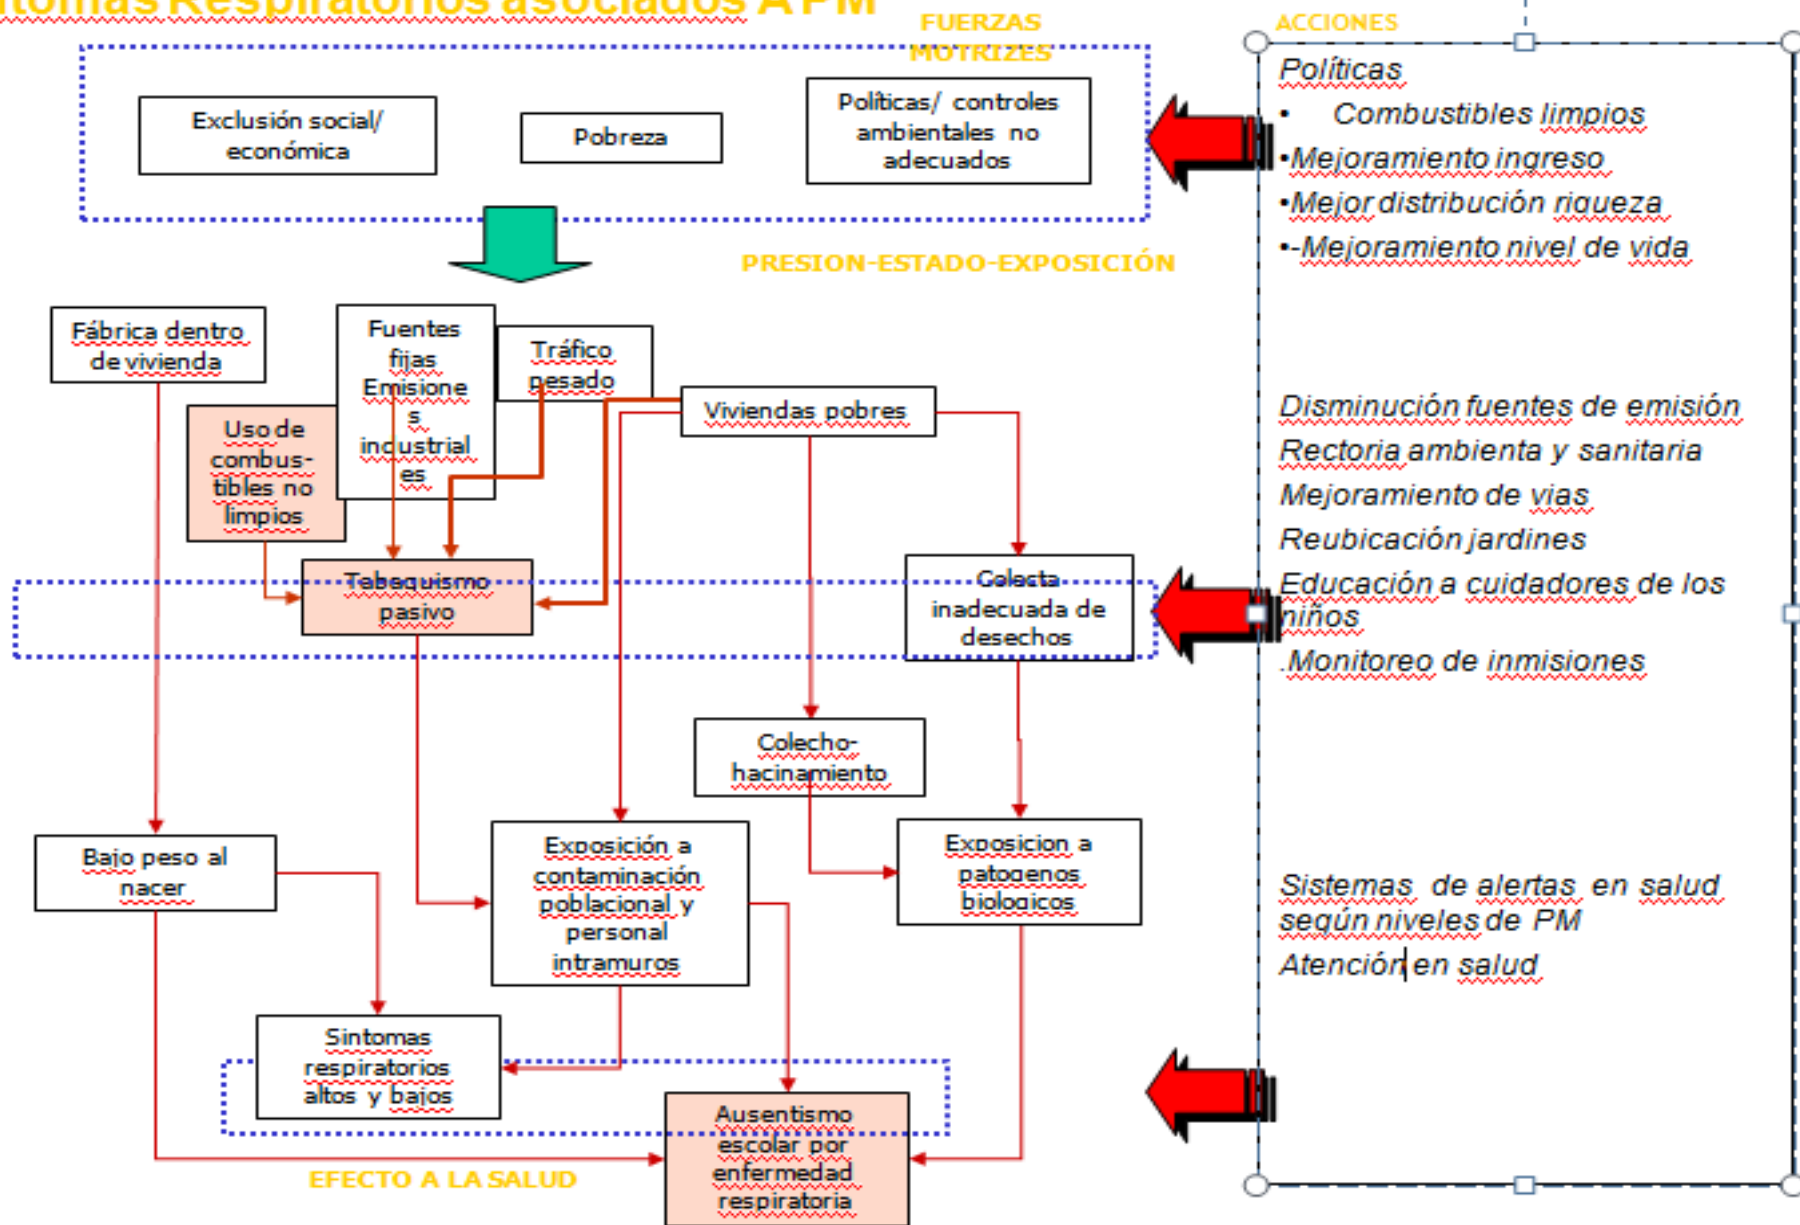 Respiratorios asociados A PM
FUERZAS
MOTRIZES
ACCIONES
Exclusión social/
económica
Pobreza
Políticas/ controles
ambientales no
adecuados
Políticas
• Combustibles limpios
•Mejoramiento ingreso
•Mejor distribución riqueza
•-Mejoramiento nivel de vida
PRESION-ESTADO-EXPOSICIÓN
Fábrica dentro
de vivienda
Fuentes
fijas
Emisione
s
industrial
es
Tráfico
pesado
Viviendas pobres
Uso de
combus-
tibles no
limpios
Tabaquismo
pasivo
Colecta
inadecuada de
desechos
Disminución fuentes de emisión
Rectoria ambienta y sanitaria
Mejoramiento de vias
Reubicación jardines
Educación a cuidadores de los
niños
.Monitoreo de inmisiones
Colecho-
hacinamiento
Bajo peso al
nacer
Exposición a
contaminación
poblacional y
personal
intramuros
Exposicion a
patogenos
biologicos
Sistemas de alertas en salud
según niveles de PM
Atención en salud
Sintomas
respiratorios
altos y bajos
Ausentismo
escolar por
enfermedad
respiratoria
EFECTO A LA SALUD